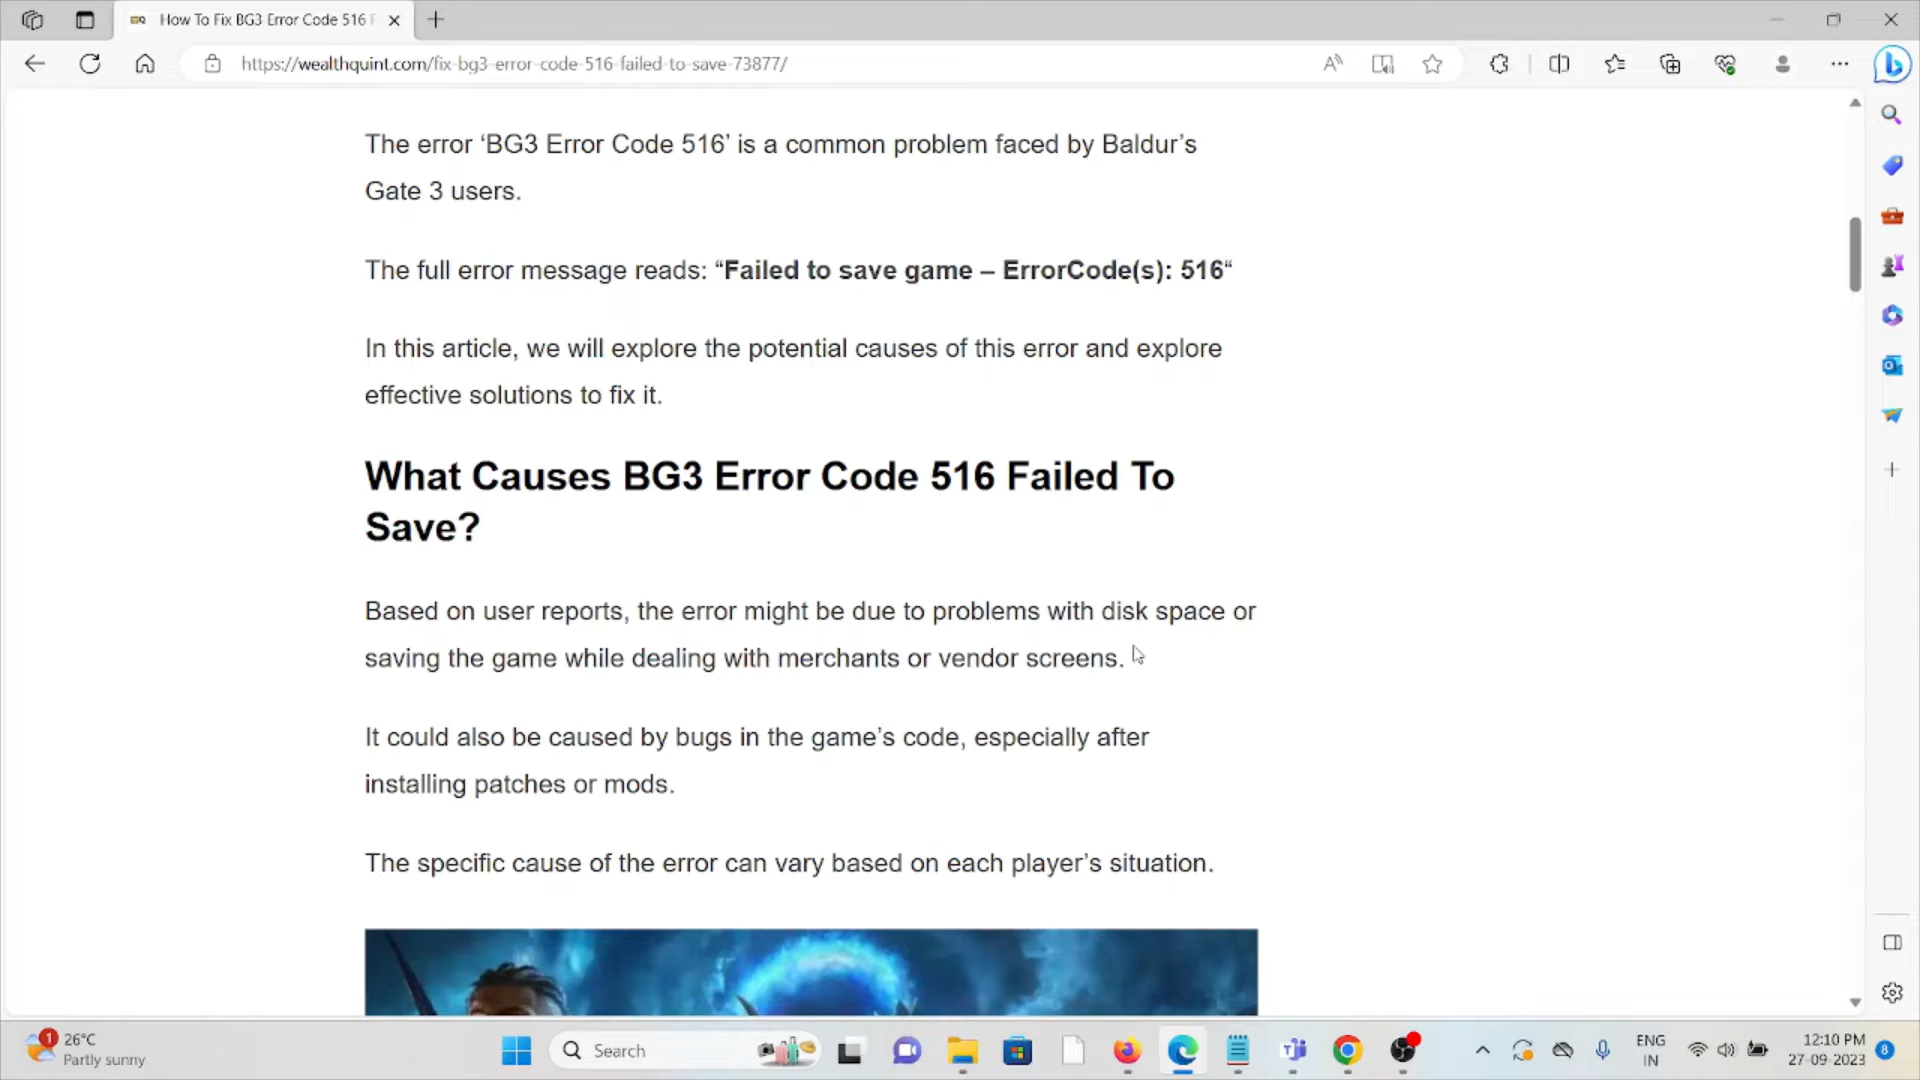 How To Fix BG3 Error Code 516 F
https://wealthquint.com/fix-bg3-error-code-516-failed-to-save-73877/
The error ‘BG3 Error Code 516’ is a common problem faced by Baldur’s
Gate 3 users.
The full error message reads: “Failed to save game – ErrorCode(s): 516“
In this article, we will explore the potential causes of this error and explore
effective solutions to fix it.
What Causes BG3 Error Code 516 Failed To
Save?
Based on user reports, the error might be due to problems with disk space or
saving the game while dealing with merchants or vendor screens.
It could also be caused by bugs in the game’s code, especially after
installing patches or mods.
The specific cause of the error can vary based on each player’s situation.
1
26°C
Partly sunny
Search
ENG
IN
12:10 PM
27-09-2023
8